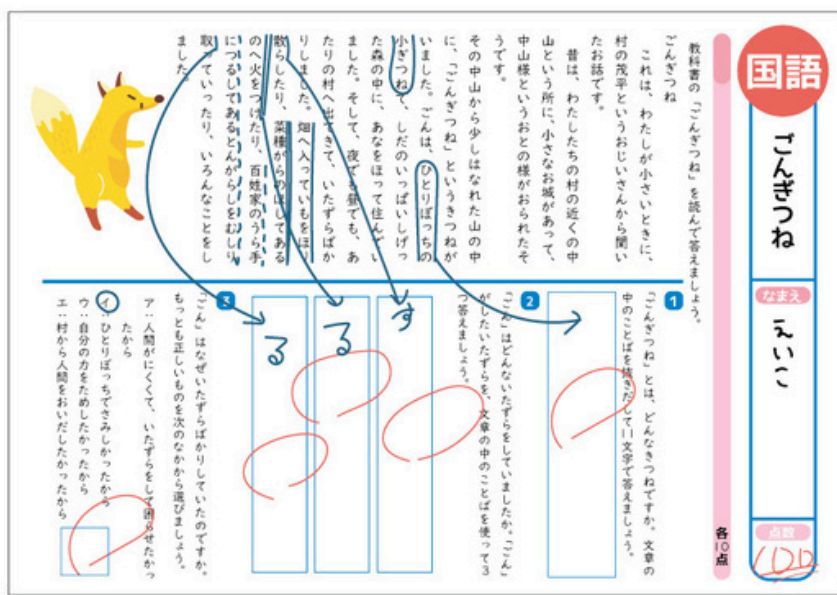 国語
ごんぎつね
なまえ
えいこ
点数
100
各10点
教科書の「ごんぎつね」を読んで答えましょう。
ごんぎつね
これは、わたしが小さいときに、
村の茂平というおじいさんから聞い
たお話です。
昔は、わたしたちの村の近くの中
山という所に、小さなお城があって、
中山様というおとの様がおられたそ
うです。
その中山から少しはなれた山の中
に、「ごんぎつね」というきつねが
いました。ごんは、ひとりぼっちの
小ぎつねで、しだのいっぱいしげっ
た森の中に、あなをほって住んでい
ました。そして、夜でも昼でも、あ
たりの村へ出てきて、いたずらばか
りしました。畑へ入っていもをほ
散らしたり、菜種がらのほしてある
のへ火をつけたり、百姓家のうら手
につるしてあるとんがらしをむしり
取っていったり、いろんなことをし
ました。
1
「ごんぎつね」とは、どんなきつねですか。文章の
中のことばを抜きだして11文字で答えましょう。
2
「ごん」はどんないたずらをしていましたか。「ごん」
がしたいたずらを、文章の中のことばを使って3
つ答えましょう。
す
る
る
3
「ごん」はなぜいたずらばかりしていたのですか。
もっとも正しいものを次のなかから選びましょう。
ア:人間がにくくて、いたずらをして困らせたかっ
たから
イ:ひとりぼっちでさみしかったから
ウ:自分の力をためしたかったから
エ:村から人間をおいだしたかったから